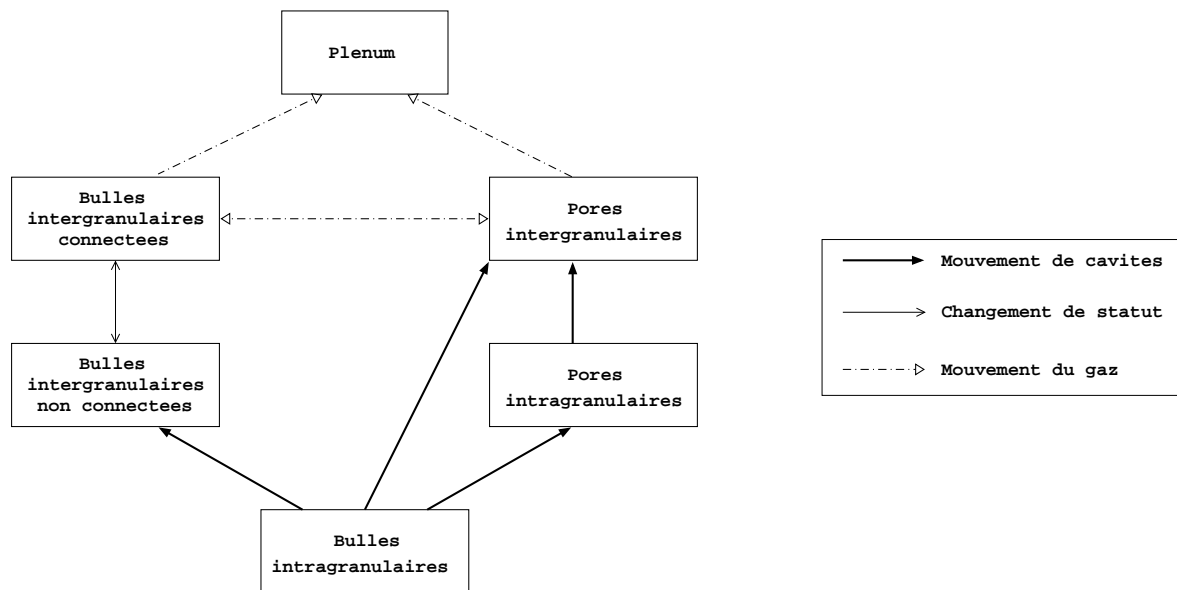 Plenum
Bulles
intergranulaires
connectees
Pores
intergranulaires
Bulles
intergranulaires
non connectees
Pores
intragranulaires
Bulles
intragranulaires
Mouvement de cavites
Changement de statut
Mouvement du gaz